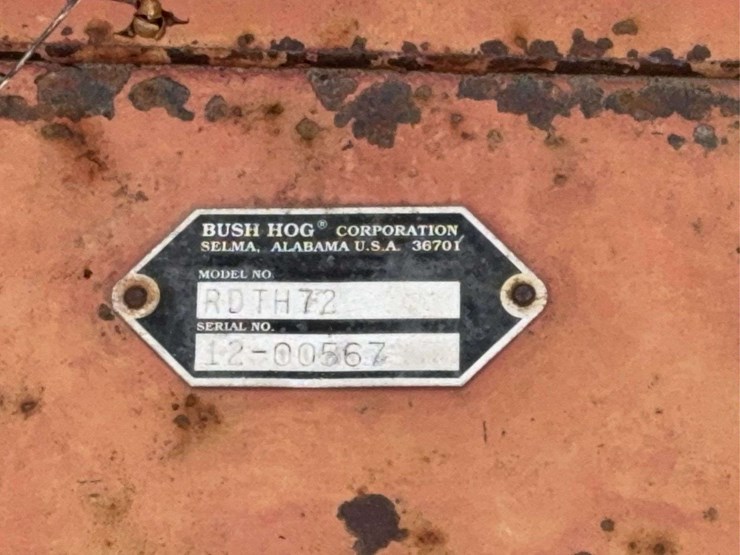 BUSH HOG® CORPORATION
SELMA, ALABAMA U.S.A. 36701
MODEL NO.
RDTH72
SERIAL NO.
12-00567